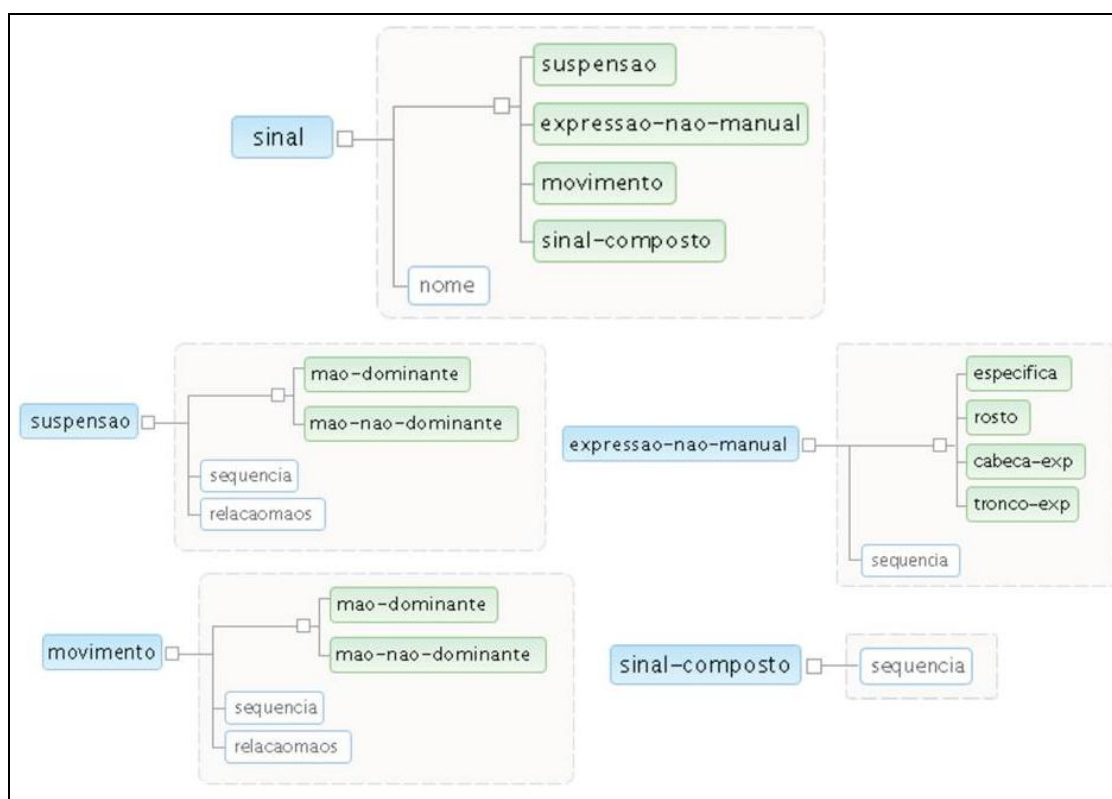 sinal
suspensao
expressao-nao-manual
movimento
sinal-composto
nome
suspensao
mao-dominante
mao-nao-dominante
sequencia
relacaomaos
expressao-nao-manual
especifica
rosto
cabeca-exp
tronco-exp
sequencia
movimento
mao-dominante
mao-nao-dominante
sequencia
relacaomaos
sinal-composto
sequencia